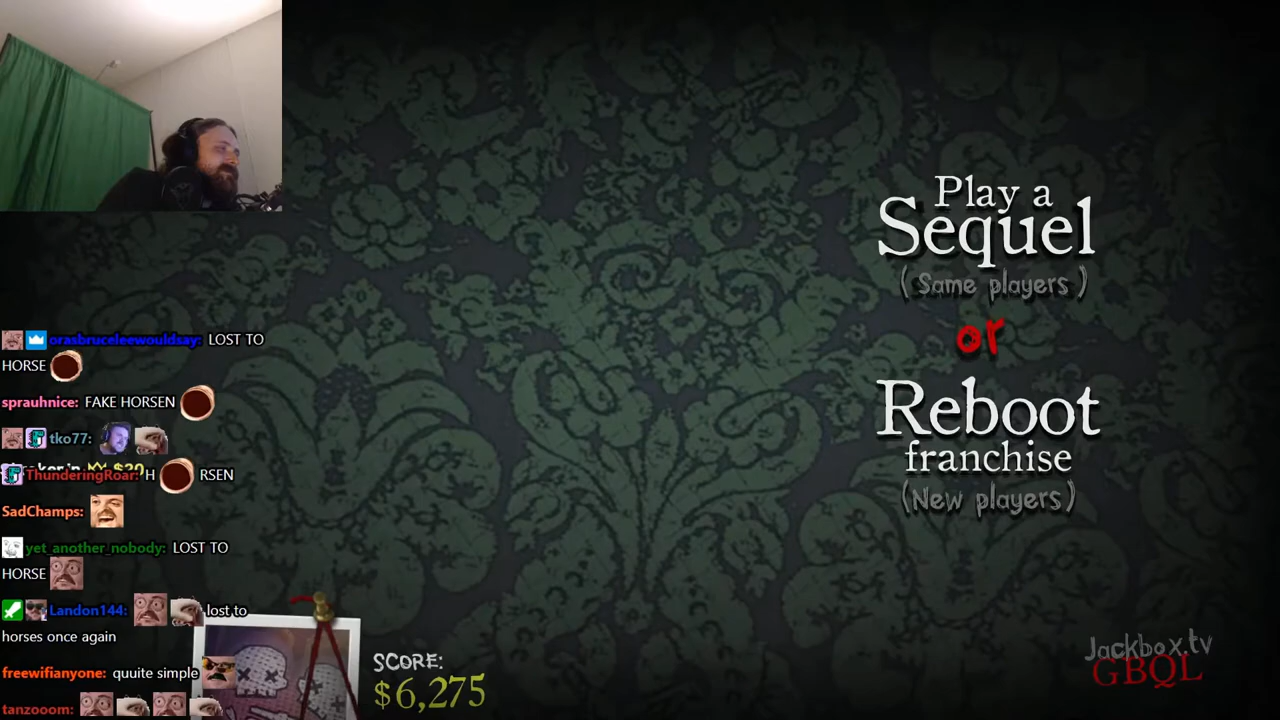 Play a
Sequel
( Same players )
or
Reboot
franchise
(New players)
orasbruceleewouldsay: LOST TO
HORSE
sprauhnice: FAKE HORSEN
tko77:
$20
ThunderingRoar: H RSEN
SadChamps:
yet_another_nobody: LOST TO
HORSE
Landon144: lost to
horses once again
freewifianyone: quuite simple
tanzooom:
SCORE:
$6,275
Jackbox.tv
GBQL